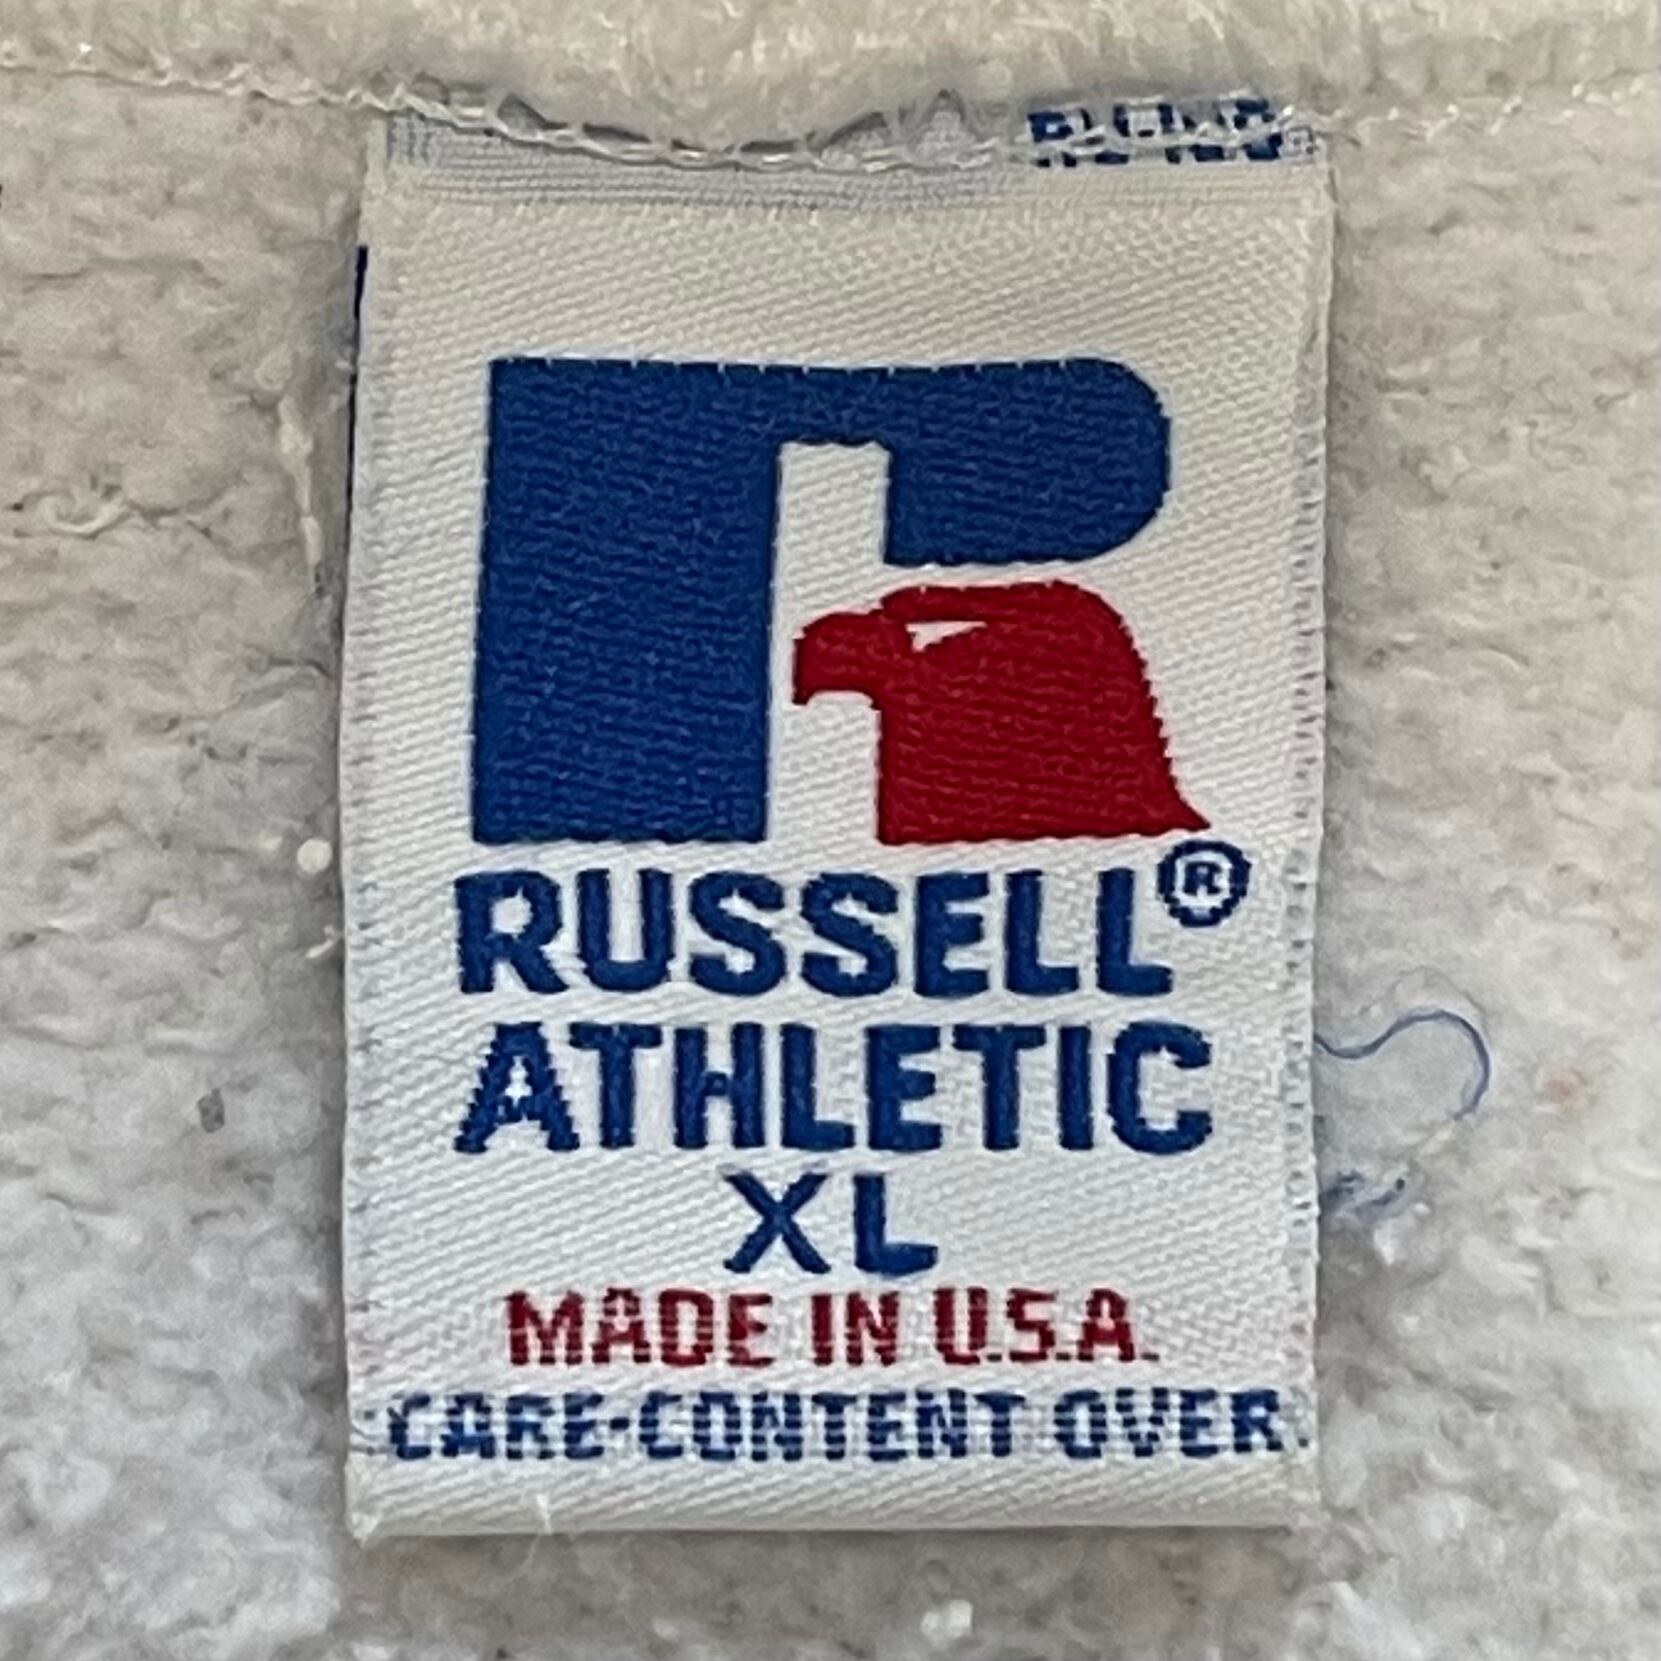 RUSSELL®
ATHLETIC
XL
MADE IN U.S.A.
CARE-CONTENT OVER.